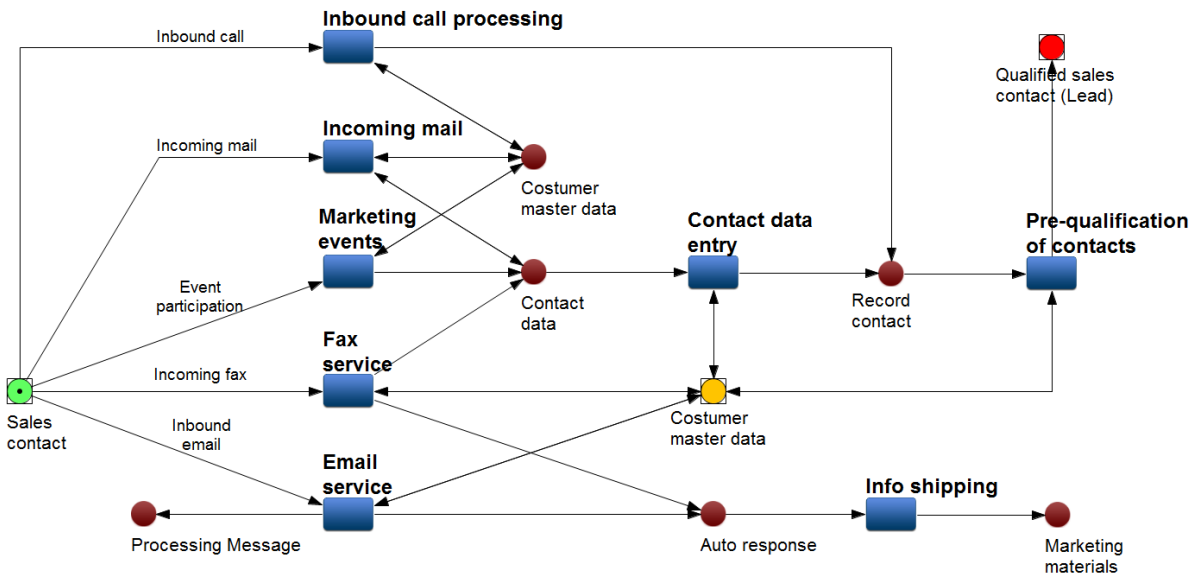 Inbound call processing
Inbound call
Qualified sales
contact (Lead)
Incoming mail
Incoming mail
Costumer
master data
Marketing
events
Contact data
entry
Pre-qualification
of contacts
Event
participation
Contact
data
Record
contact
Fax
service
Incoming fax
Sales
contact
Costumer
master data
Inbound
email
Email
service
Info shipping
Processing Message
Auto response
Marketing
materials